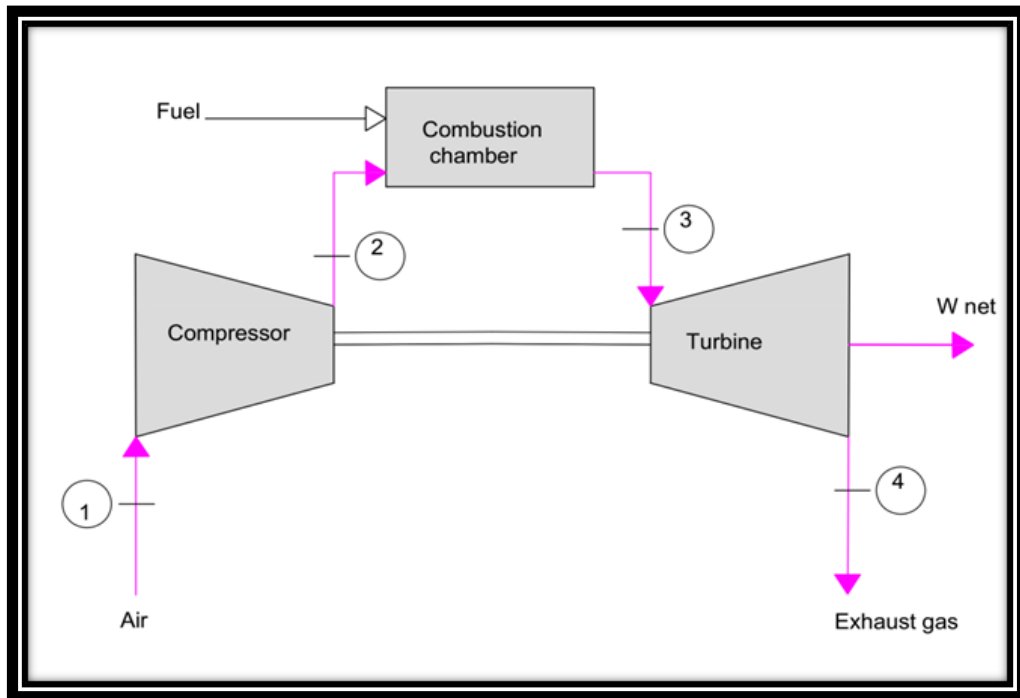 Fuel
Combustion
chamber
2
3
Compressor
Turbine
W net
1
4
Air
Exhaust gas